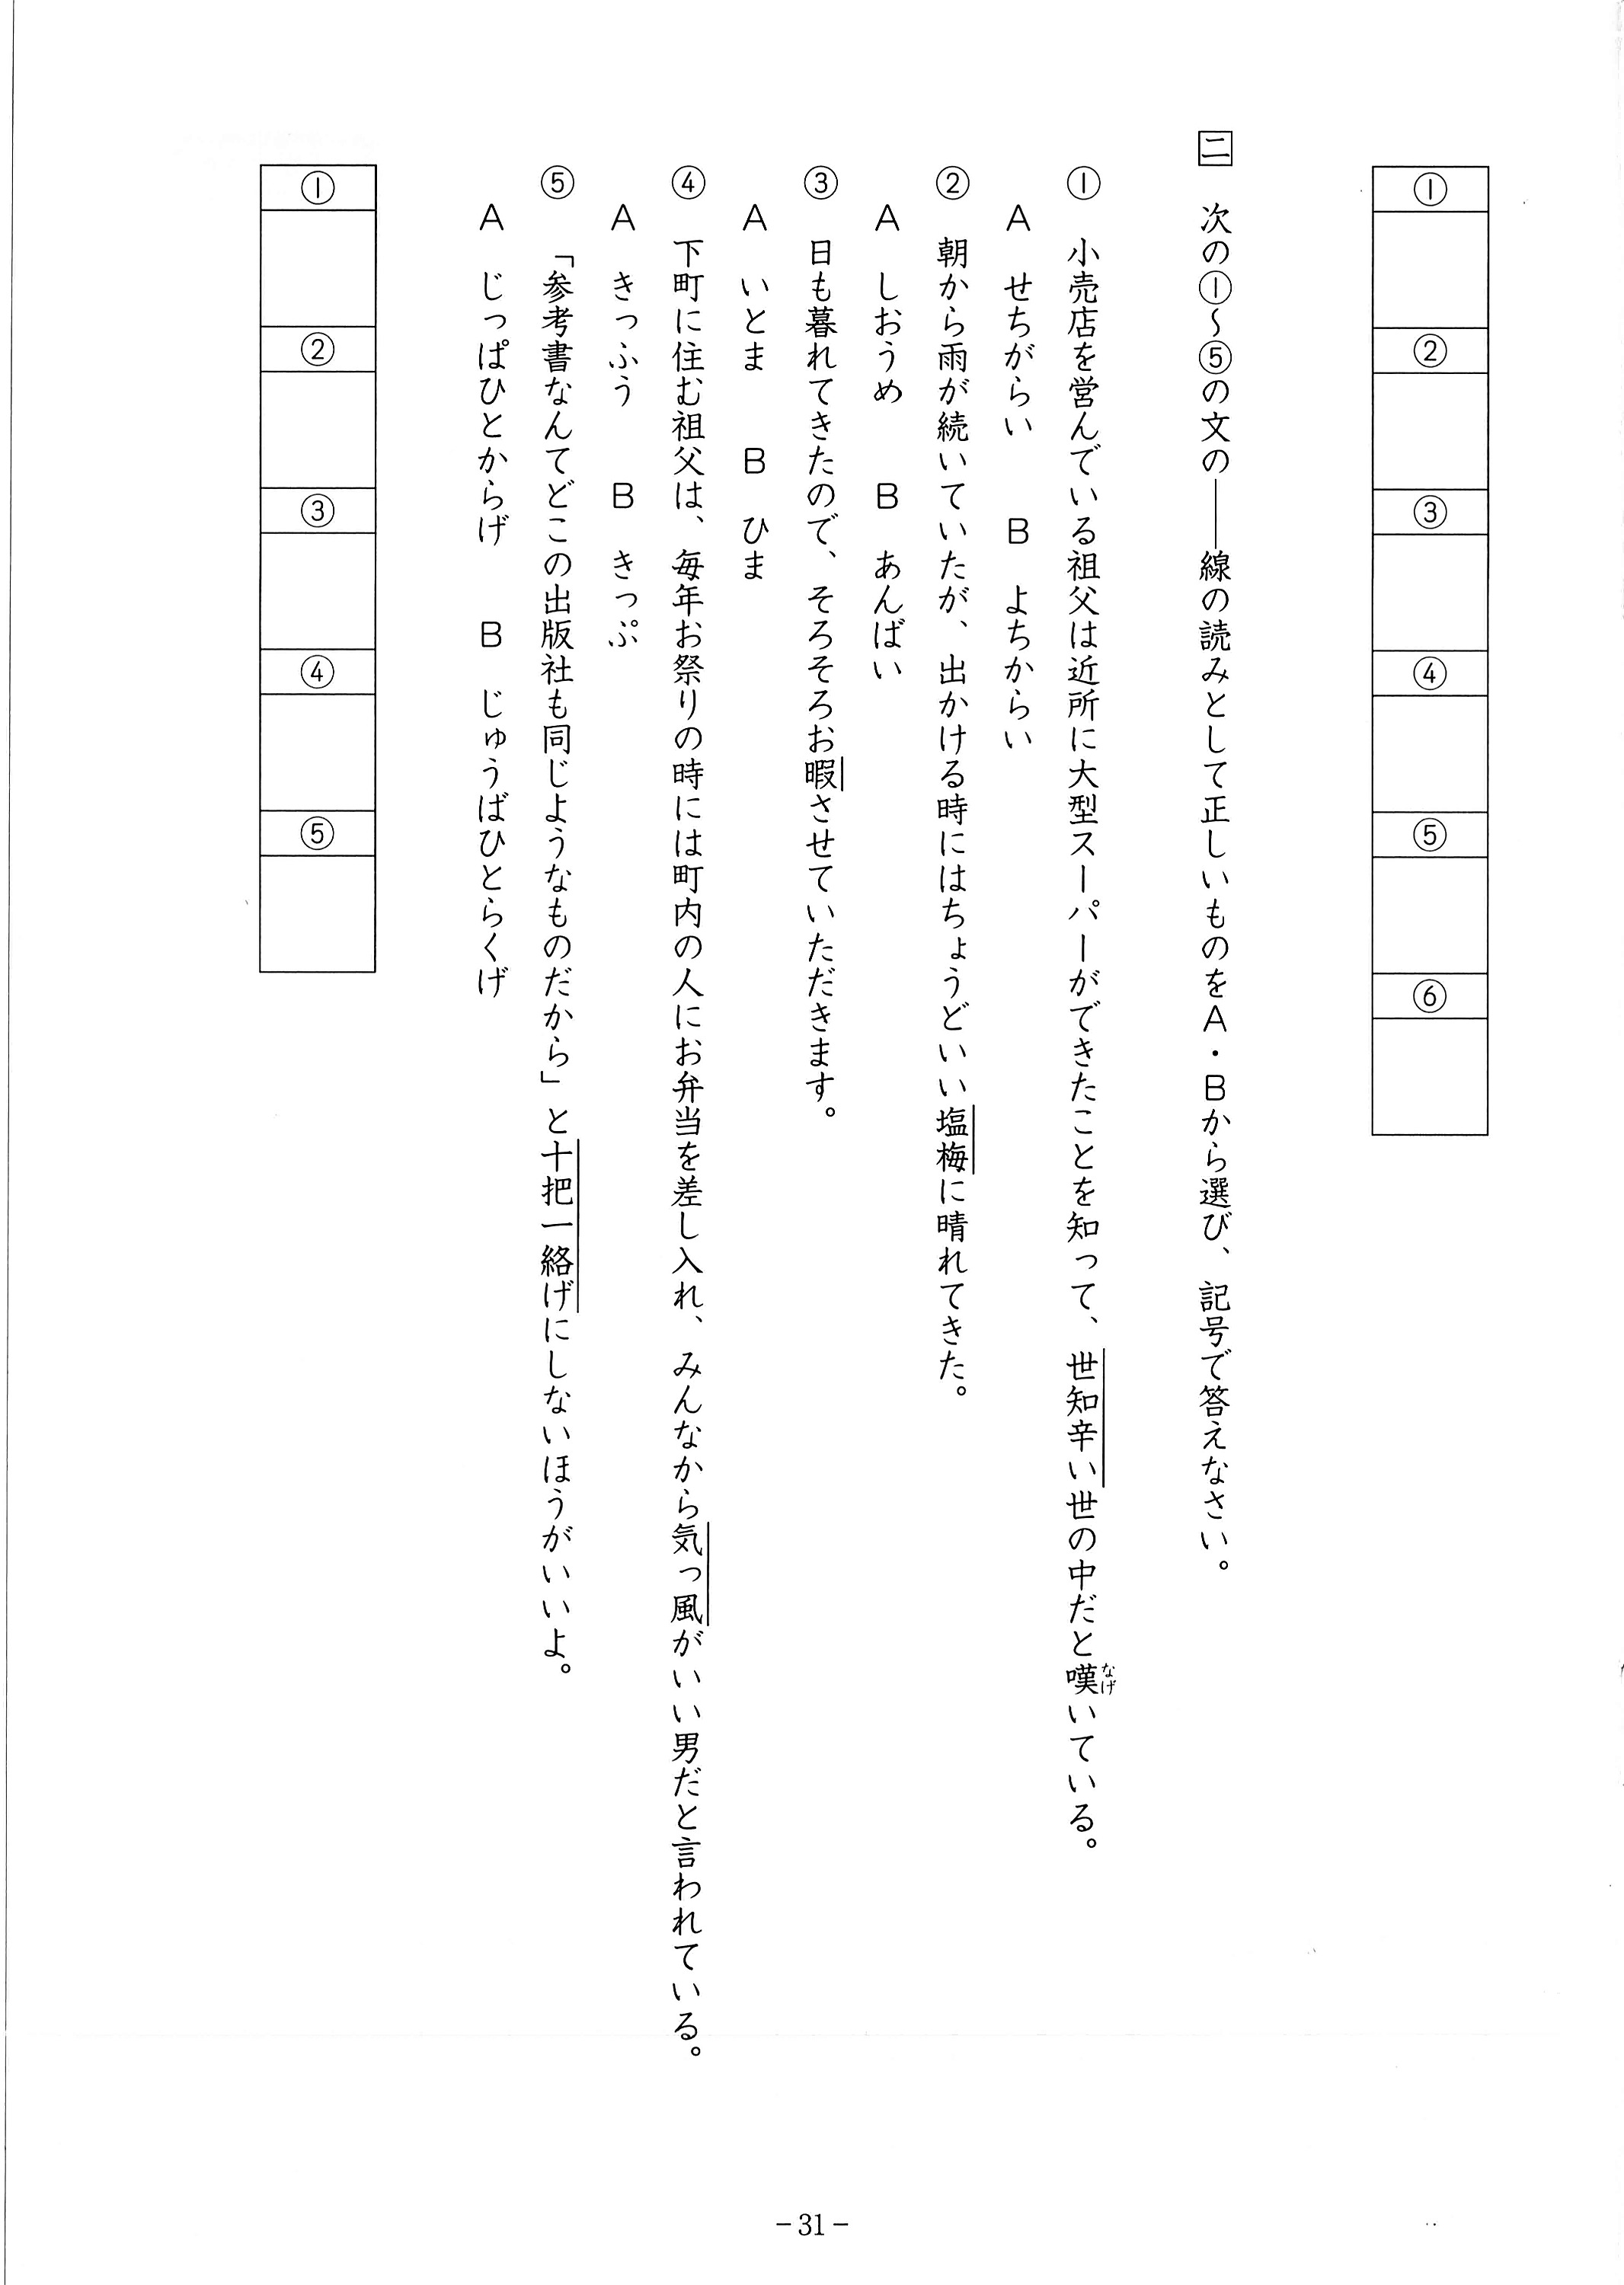 ① ② ③ ④ ⑤ ⑥
二 次の①～⑤の文の――線の読みとして正しいものをA・Bから選び、記号で答えなさい。
① 小売店を営んでいる祖父は近所に大型スーパーができたことを知って、世知辛い世の中だと嘆いている。
なげ
A せちがらい B よちからい
② 朝から雨が続いていたが、出かける時にはちょうどいい塩梅に晴れてきた。
A しおうめ B あんばい
③ 日も暮れてきたので、そろそろお暇させていただきます。
A いとま B ひま
④ 下町に住む祖父は、毎年お祭りの時には町内の人にお弁当を差し入れ、みんなから気っ風がいい男だと言われている。
A きっふう B きっぷ
⑤ 「参考書なんてどこの出版社も同じようなものだから」と十把一絡げにしないほうがいいよ。
A じっぱひとからげ B じゅうばひとらくげ
① ② ③ ④ ⑤
－31－